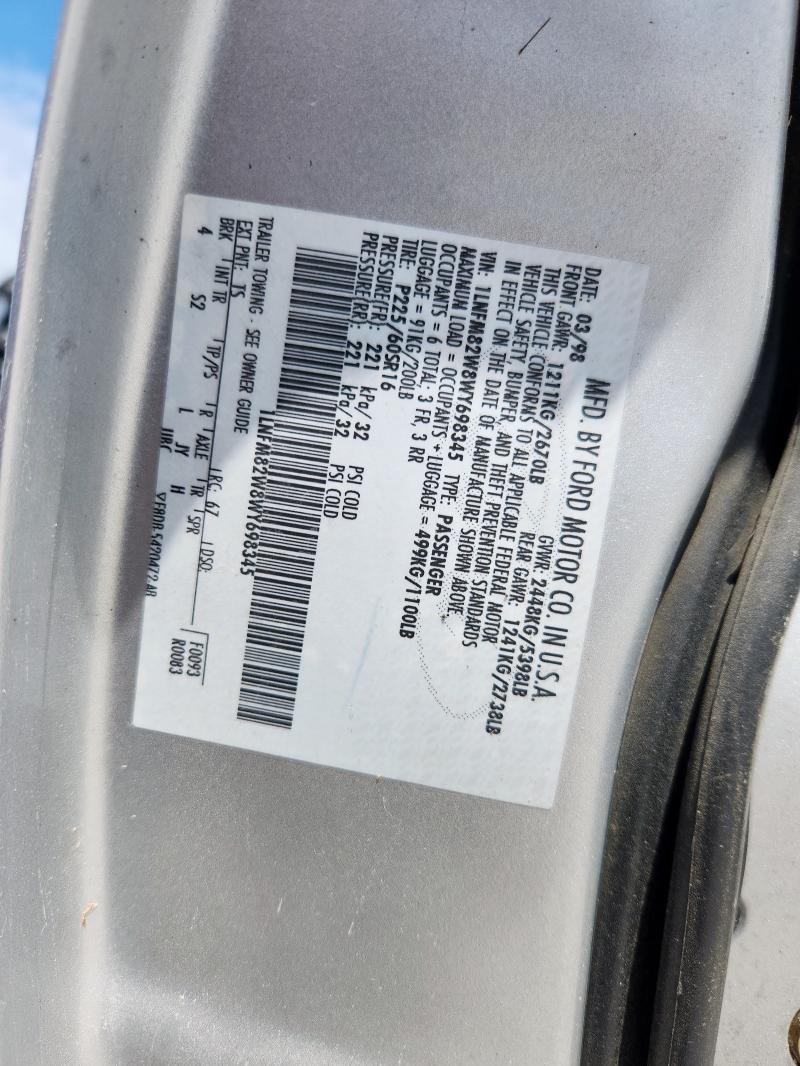 MFD. BY FORD MOTOR CO. IN U.S.A.
DATE: 03/98 GVWR: 2448KG/5398LB
FRONT GAWR: 1211KG/2670LB REAR GAWR: 1241KG/2738LB
THIS VEHICLE CONFORMS TO ALL APPLICABLE FEDERAL MOTOR
VEHICLE SAFETY, BUMPER, AND THEFT PREVENTION STANDARDS
IN EFFECT ON THE DATE OF MANUFACTURE SHOWN ABOVE
VIN: 1LNFM82W8WY698345 TYPE: PASSENGER
MAXIMUM LOAD = OCCUPANTS + LUGGAGE = 499KG/1100LB
OCCUPANTS = 6 TOTAL, 3 FR, 3 RR
LUGGAGE = 91KG/200LB
TIRE: P225/60SR16
PRESSURE(FR): 221 kPa/32 PSI COLD
PRESSURE(RR): 221 kPa/32 PSI COLD
1LNFM82W8WY698345
TRAILER TOWING - SEE OWNER GUIDE
EXT PNT: TS RC: 67 DSO:
BRK INT TR TP/PS R AXLE TR SPR F0093
4 S2 L JY H R0083